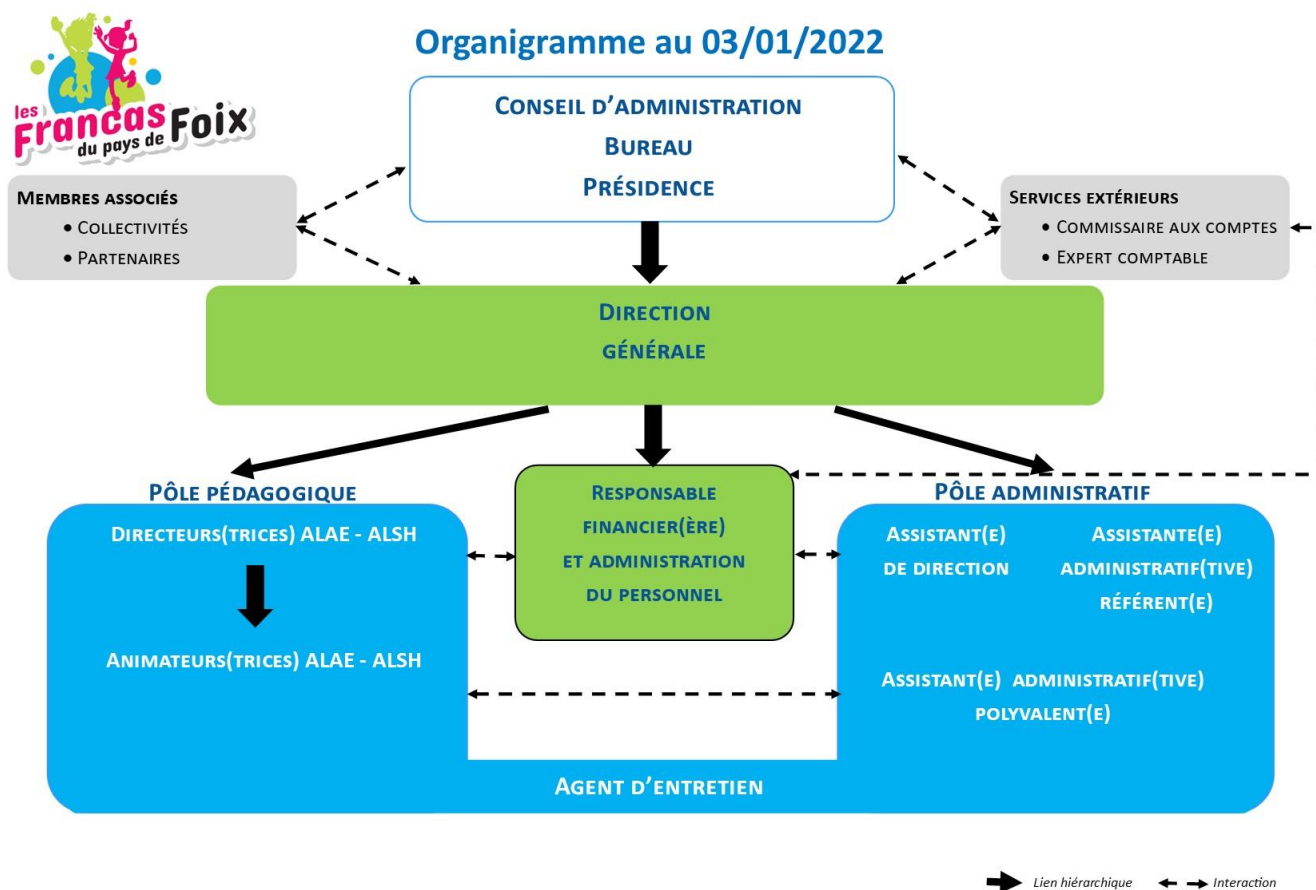 les
Francas
du pays de Foix
Organigramme au 03/01/2022
CONSEIL D'ADMINISTRATION
BUREAU
PRÉSIDENCE
MEMBRES ASSOCIÉS
• COLLECTIVITÉS
• PARTENAIRES
SERVICES EXTÉRIEURS
• COMMISSAIRE AUX COMPTES
• EXPERT COMPTABLE
DIRECTION
GÉNÉRALE
PÔLE PÉDAGOGIQUE
DIRECTEURS(TRICES) ALAE - ALSH
ANIMATEURS(TRICES) ALAE - ALSH
RESPONSABLE
FINANCIER(ÈRE)
ET ADMINISTRATION
DU PERSONNEL
PÔLE ADMINISTRATIF
ASSISTANT(E)
DE DIRECTION
ASSISTANTE(E)
ADMINISTRATIF(TIVE)
RÉFÉRENT(E)
ASSISTANT(E) ADMINISTRATIF(TIVE)
POLYVALENT(E)
AGENT D'ENTRETIEN
Lien hiérarchique
Interaction